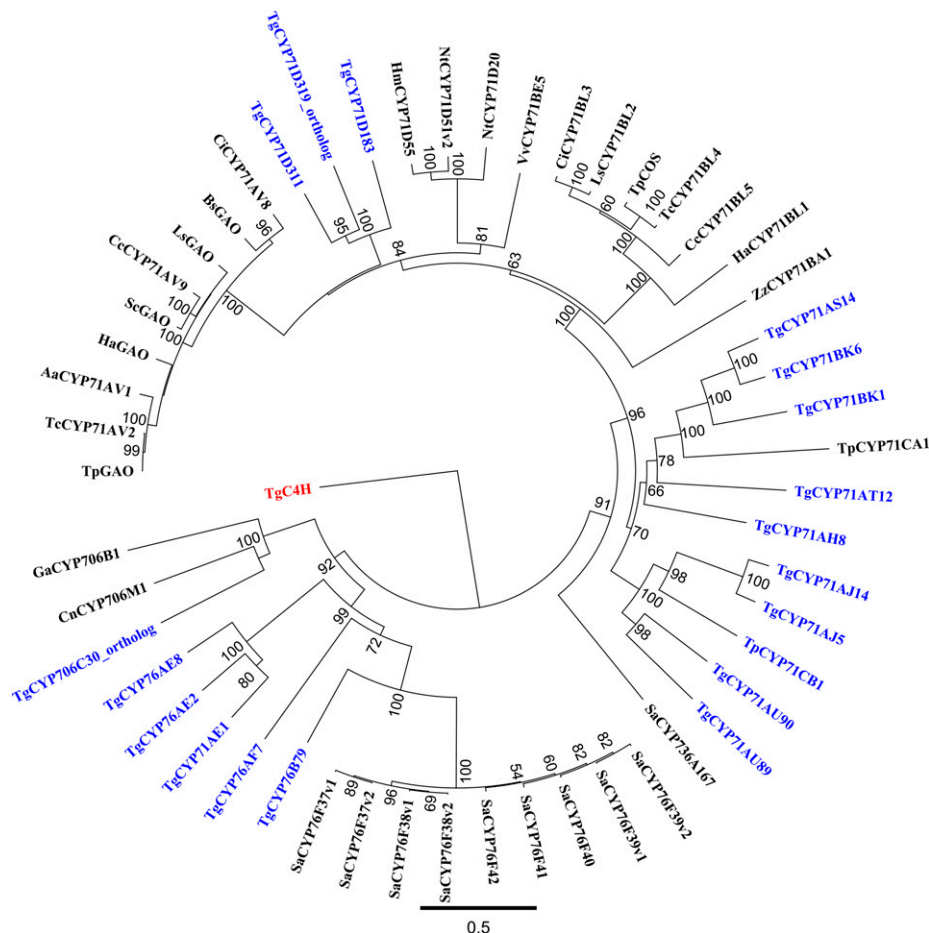 TgC4H
GaCYP706B1
CnCYP706M1
TgCYP706C30_ortholog
TgCYP76AE8
TgCYP76AE2
TgCYP71AE1
TgCYP76AF7
TgCYP76B79
SaCYP76F37v1
SaCYP76F37v2
SaCYP76F38v1
SaCYP76F38v2
SaCYP76F42
SaCYP76F41
SaCYP76F40
SaCYP76F39v1
SaCYP76F39v2
SaCYP736A167
TgCYP71AU89
TgCYP71AU90
TpCYP71CB1
TgCYP71AJ5
TgCYP71AJ14
TgCYP71AH8
TgCYP71AT12
TpCYP71CA1
TgCYP71BK1
TgCYP71BK6
TgCYP71AS14
ZzCYP71BA1
HaCYP71BL1
CcCYP71BL5
TcCYP71BL4
TpCOS
LsCYP71BL2
CiCYP71BL3
VvCYP71BE5
NtCYP71D20
NtCYP71D51v2
HmCYP71D55
TgCYP71D183
TgCYP71D319_ortholog
TgCYP71D311
CiCYP71AV8
BsGAO
LsGAO
CcCYP71AV9
ScGAO
HaGAO
AaCYP71AV1
TcCYP71AV2
TpGAO
100
92
100
80
99
72
100
100
89
96
69
54
60
82
82
91
96
70
100
98
98
100
66
78
100
100
100
100
63
100
100
60
100
100
84
81
100
100
100
95
100
96
100
100
100
99
0.5